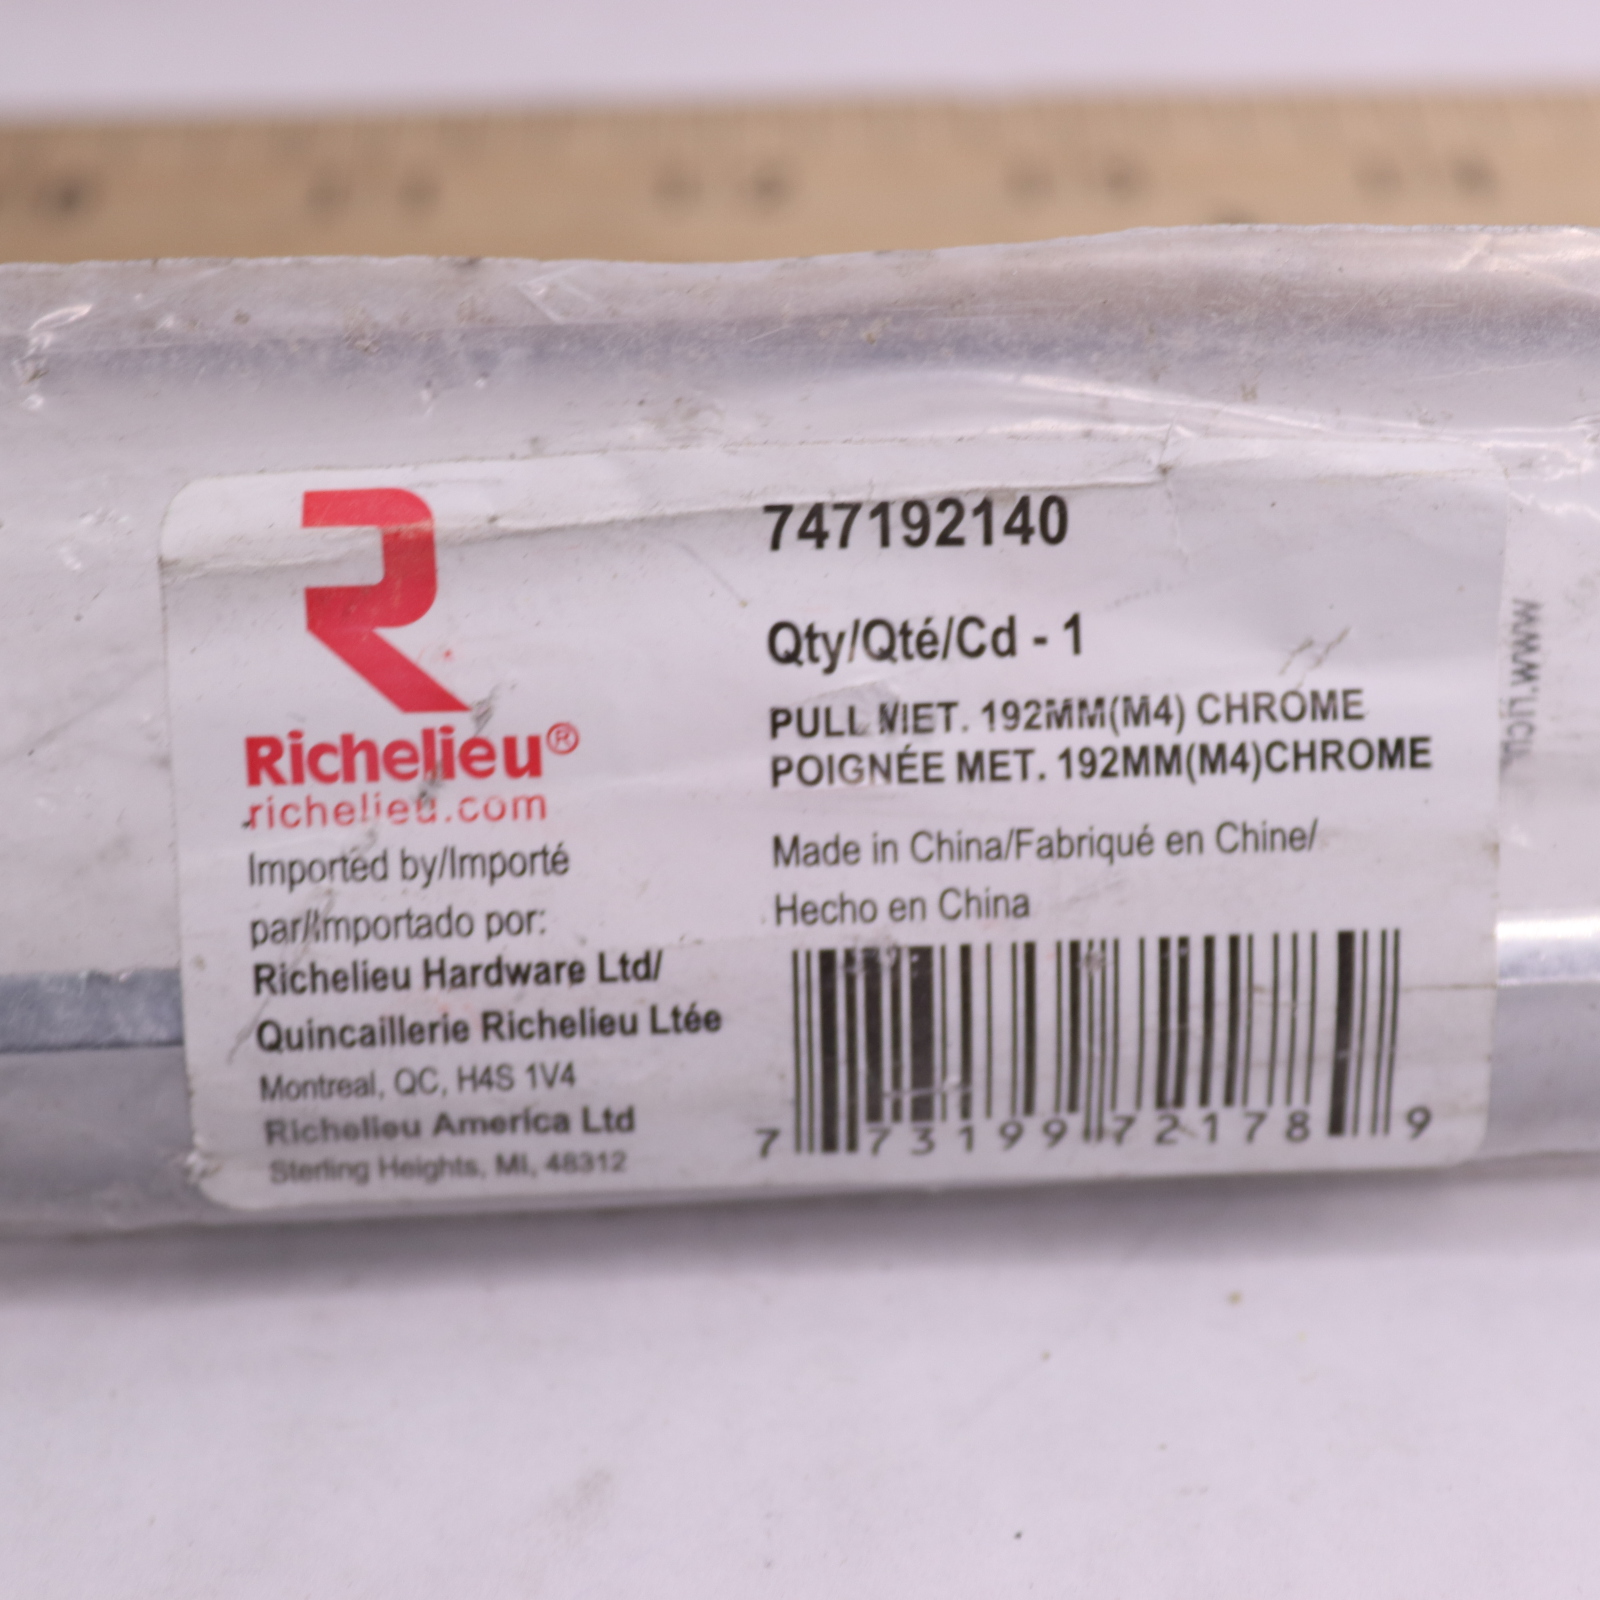 747192140
Qty/Qté/Cd - 1
PULL MET. 192MM(M4) CHROME
POIGNÉE MET. 192MM(M4)CHROME
Made in China/Fabriqué en Chine/
Hecho en China
7 73199 72178 9
R
Richelieu®
richelieu.com
Imported by/Importé
par/Importado por:
Richelieu Hardware Ltd/
Quincaillerie Richelieu Ltée
Montreal, QC, H4S 1V4
Richelieu America Ltd
Sterling Heights, MI, 48312